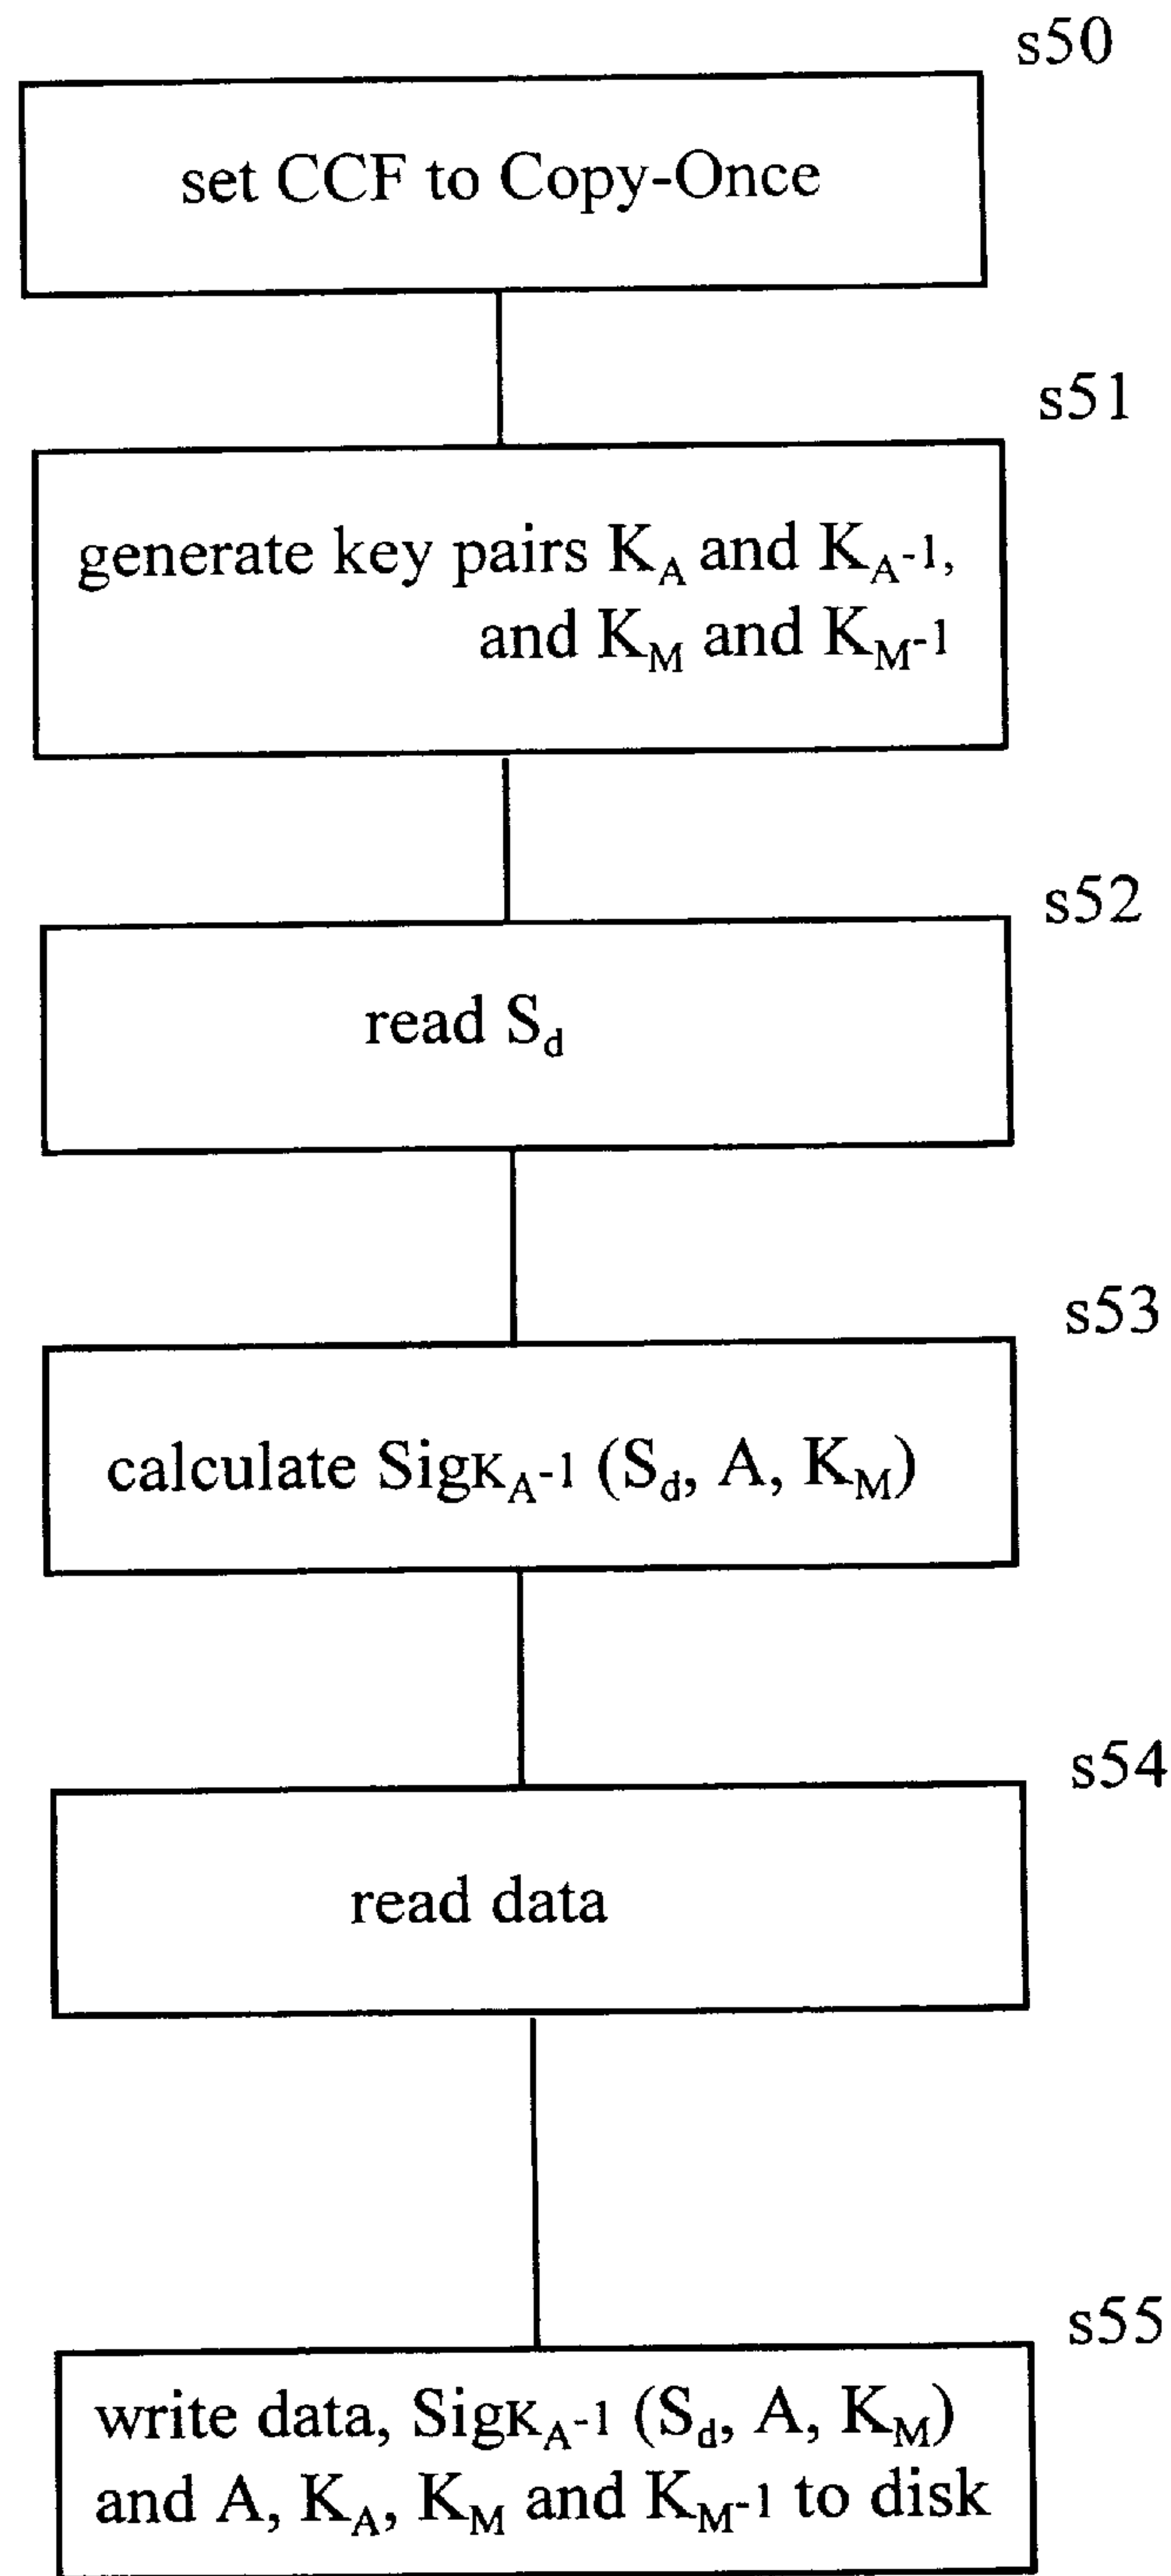 s50
set CCF to Copy-Once
s51
generate key pairs K_A and K_A-1,
and K_M and K_M-1
s52
read S_d
s53
calculate SigK_A-1 (S_d, A, K_M)
s54
read data
s55
write data, SigK_A-1 (S_d, A, K_M)
and A, K_A, K_M and K_M-1 to disk